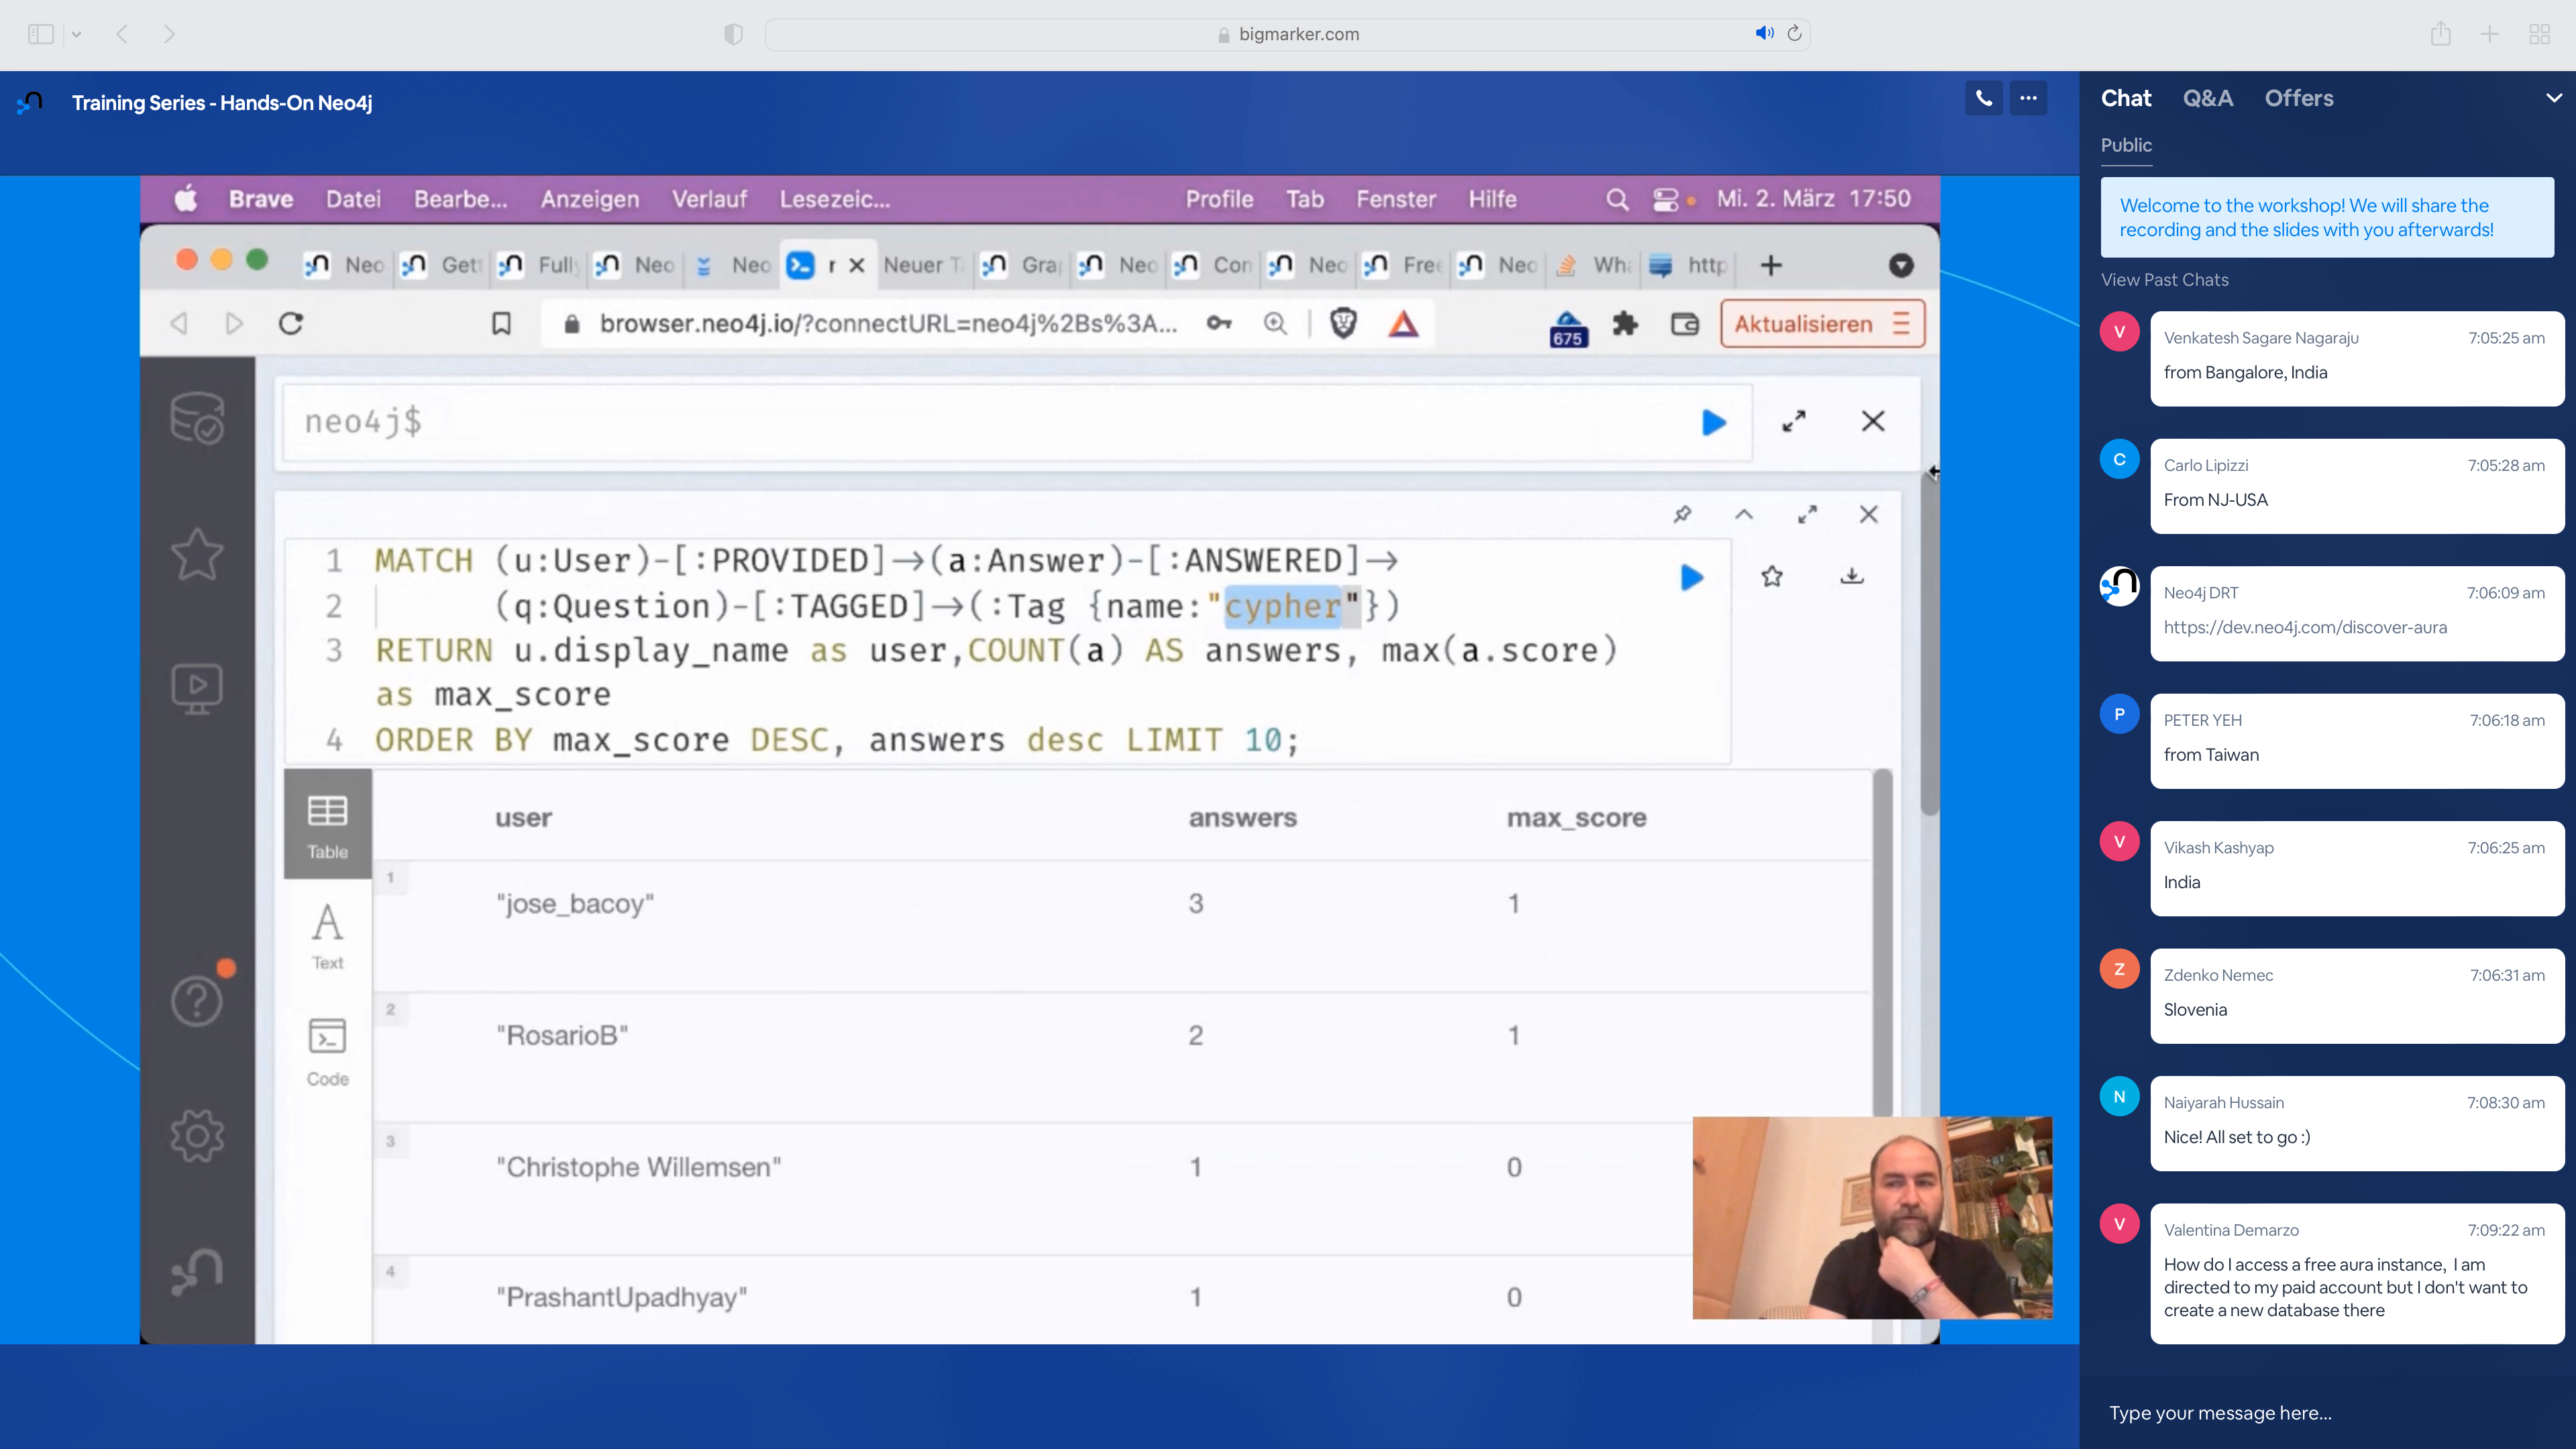 bigmarker.com
Training Series - Hands-On Neo4j
Brave Datei Bearbe... Anzeigen Verlauf Lesezeic... Profile Tab Fenster Hilfe Mi. 2. März 17:50
Neo Gett Full Neo Neo r Neuer T Gra Neo Con Neo Free Neo Wha http
browser.neo4j.io/?connectURL=neo4j%2Bs%3A... 675 Aktualisieren
neo4j$
1 MATCH (u:User)-[:PROVIDED]→(a:Answer)-[:ANSWERED]→
2 (q:Question)-[:TAGGED]→(:Tag {name:"cypher"})
3 RETURN u.display_name as user,COUNT(a) AS answers, max(a.score)
as max_score
4 ORDER BY max_score DESC, answers desc LIMIT 10;
Table
Text
Code
user answers max_score
1 "jose_bacoy" 3 1
2 "RosarioB" 2 1
3 "Christophe Willemsen" 1 0
4 "PrashantUpadhyay" 1 0
Chat Q&A Offers
Public
Welcome to the workshop! We will share the
recording and the slides with you afterwards!
View Past Chats
V Venkatesh Sagare Nagaraju 7:05:25 am
from Bangalore, India
C Carlo Lipizzi 7:05:28 am
From NJ-USA
Neo4j DRT 7:06:09 am
https://dev.neo4j.com/discover-aura
P PETER YEH 7:06:18 am
from Taiwan
V Vikash Kashyap 7:06:25 am
India
Z Zdenko Nemec 7:06:31 am
Slovenia
N Naiyarah Hussain 7:08:30 am
Nice! All set to go :)
V Valentina Demarzo 7:09:22 am
How do I access a free aura instance, I am
directed to my paid account but I don't want to
create a new database there
Type your message here...